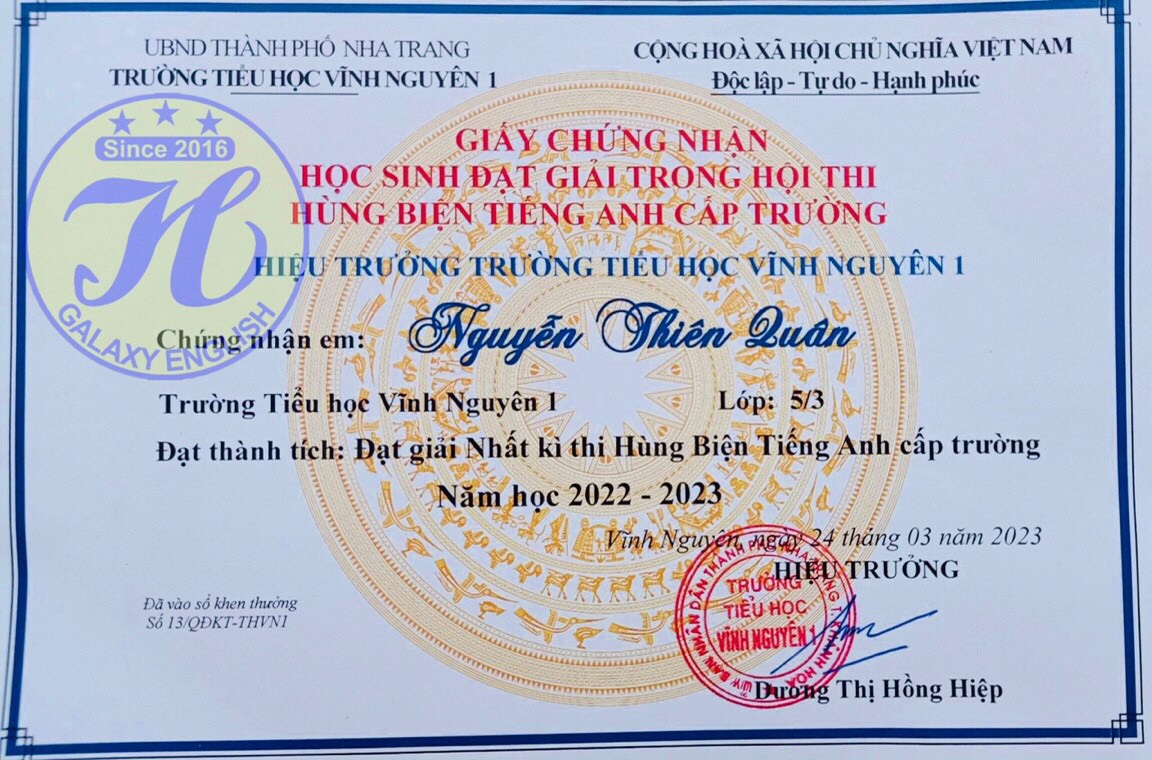 UBND THÀNH PHỐ NHA TRANG
TRƯỜNG TIỂU HỌC VĨNH NGUYÊN 1
CỘNG HOÀ XÃ HỘI CHỦ NGHĨA VIỆT NAM
Độc lập - Tự do - Hạnh phúc
Since 2016
H
GALAXY ENGLISH
GIẤY CHỨNG NHẬN
HỌC SINH ĐẠT GIẢI TRONG HỘI THI
HÙNG BIỆN TIẾNG ANH CẤP TRƯỜNG
HIỆU TRƯỞNG TRƯỜNG TIỂU HỌC VĨNH NGUYÊN 1
Chứng nhận em: Nguyễn Thiên Quân
Trường Tiểu học Vĩnh Nguyên 1 Lớp: 5/3
Đạt thành tích: Đạt giải Nhất kì thi Hùng Biện Tiếng Anh cấp trường
Năm học 2022 - 2023
Vĩnh Nguyên, ngày 24 tháng 03 năm 2023
HIỆU TRƯỞNG
Đã vào sổ khen thưởng
Số 13/QĐKT-THVN1
TRƯỜNG
TIỂU HỌC
VĨNH NGUYÊN 1
Dương Thị Hồng Hiệp